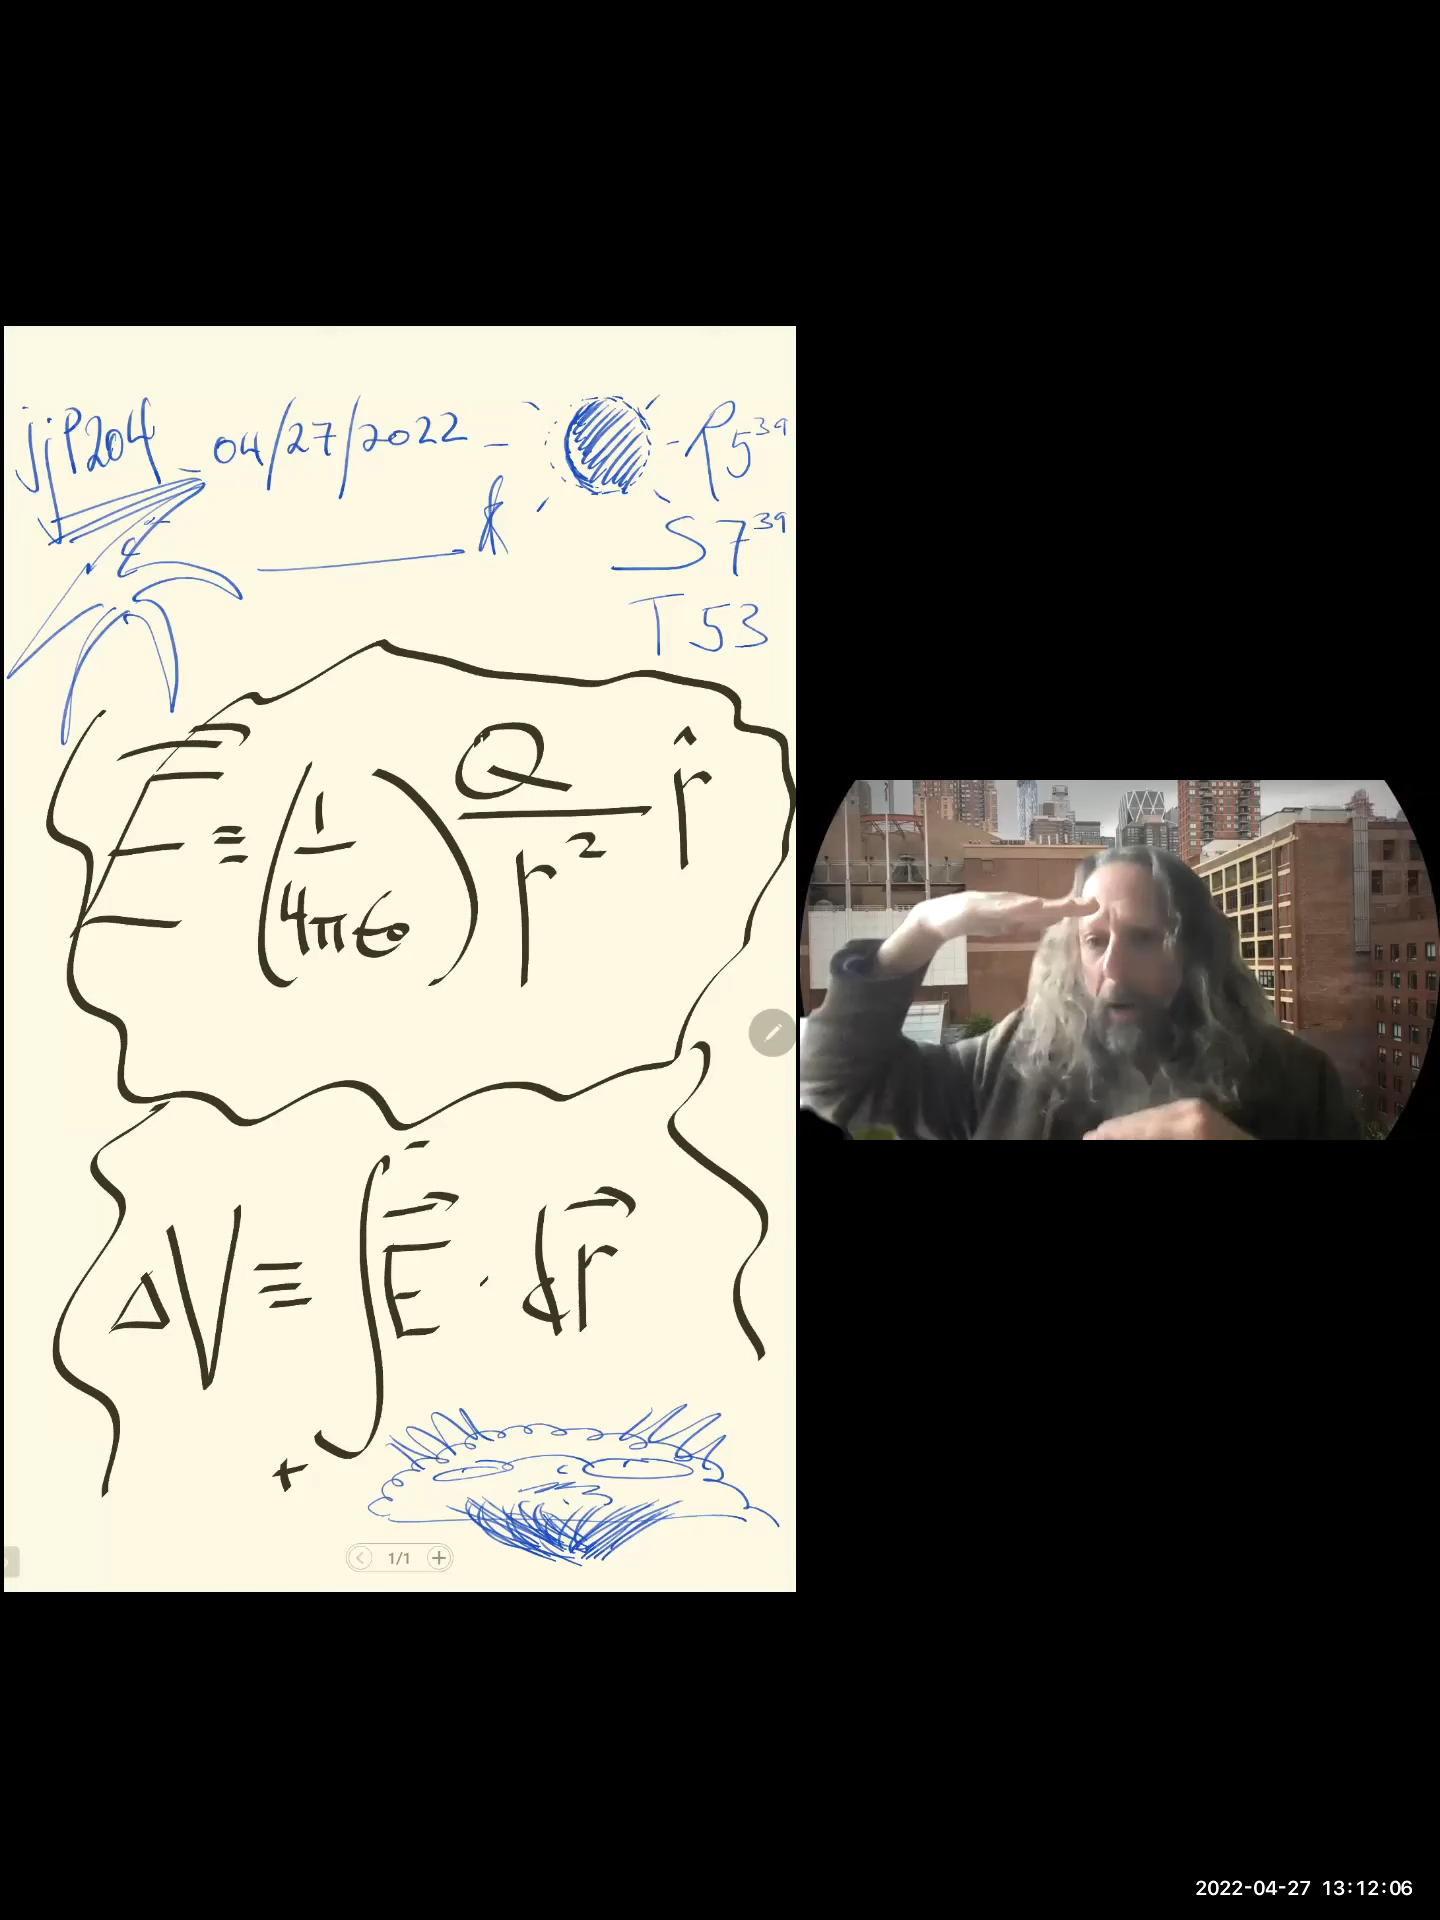 jjP204 04/27/2022 R5³⁹
S7³⁹
T 53
E⃗ = (1/4πϵ₀) Q/r² r̂
ΔV ≡ ∫₊⁻ E⃗ · dr⃗
1/1
2022-04-27 13:12:06